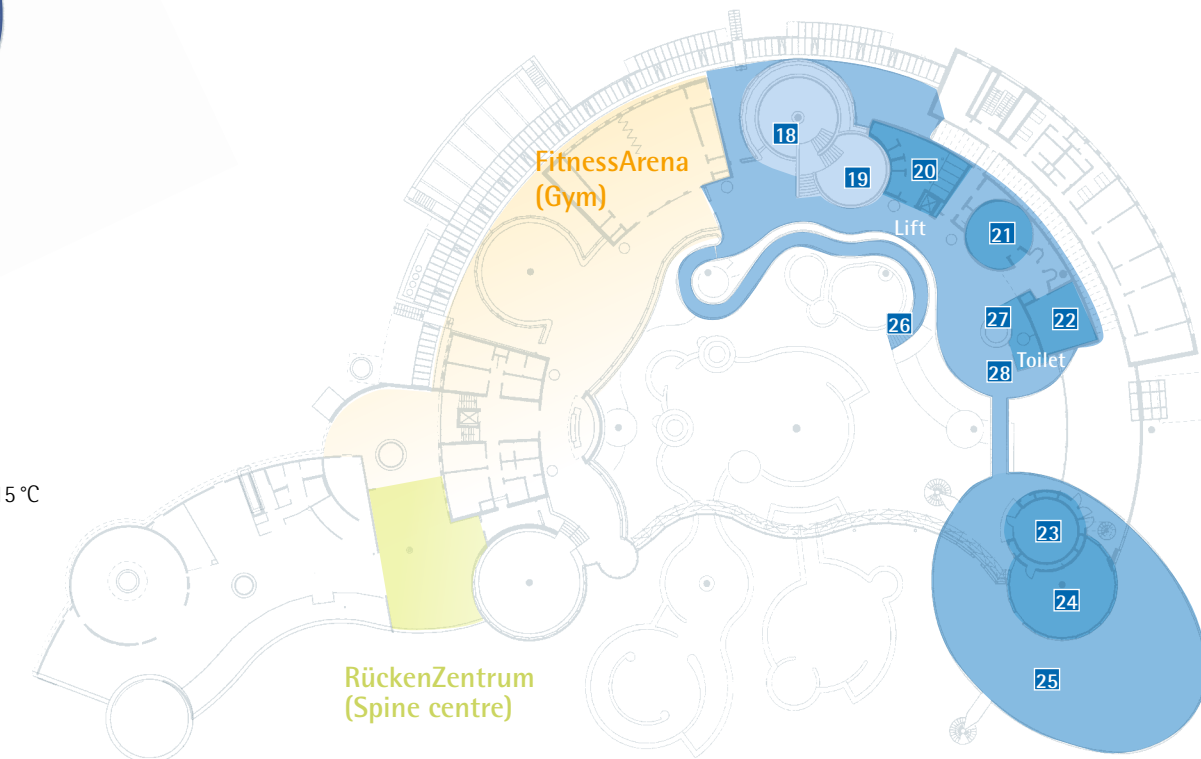 18
FitnessArena
(Gym)
19
20
Lift
21
26
27
22
Toilet
28
5 °C
23
24
RückenZentrum
(Spine centre)
25